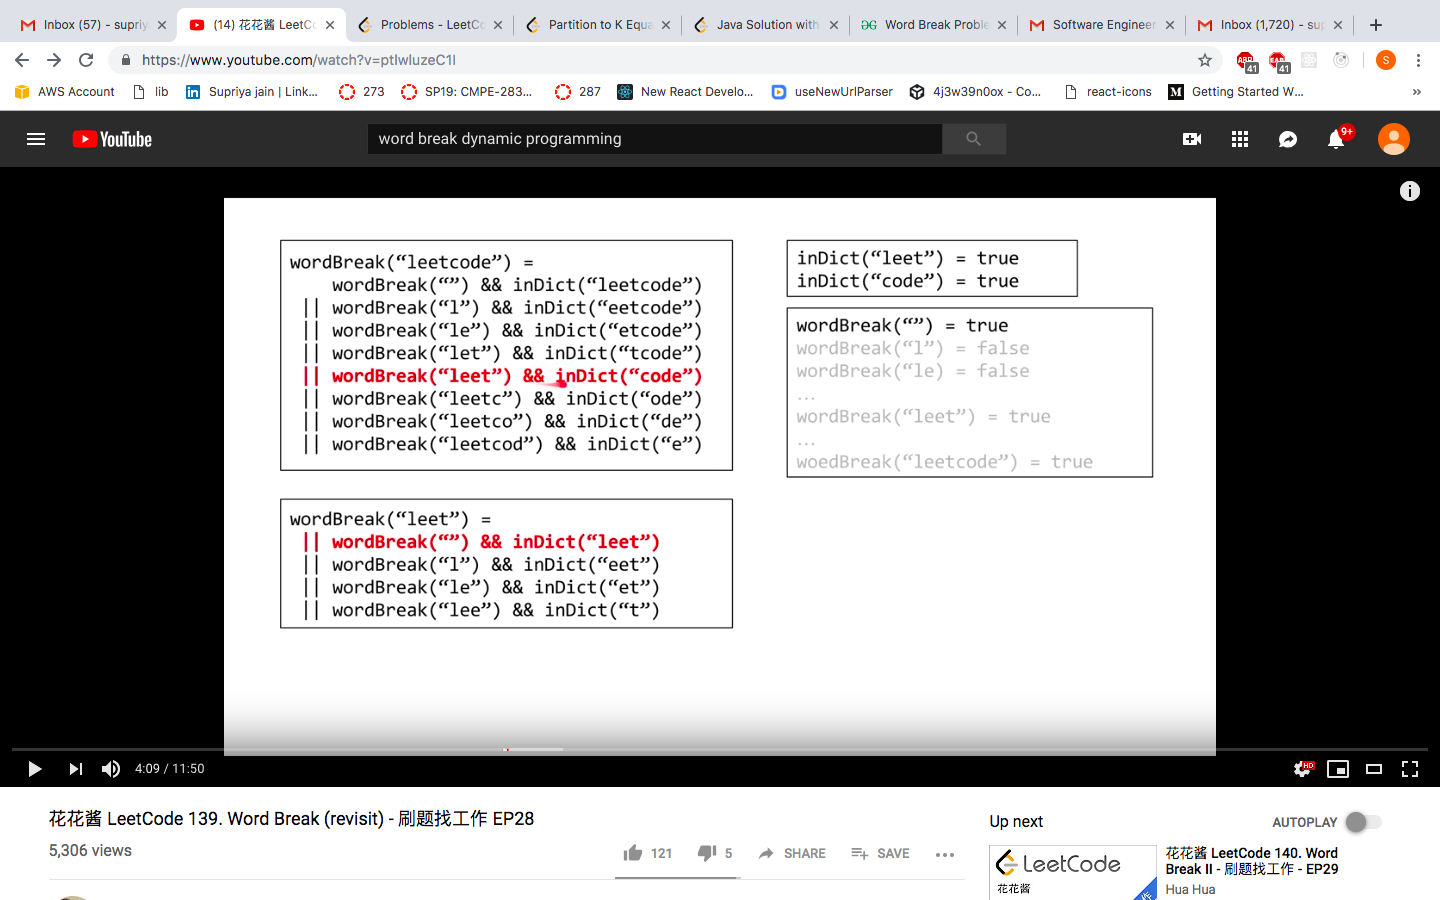 Inbox (57) - supriy
(14) 花花酱 LeetCo
Problems - LeetCo
Partition to K Equa
Java Solution with
Word Break Proble
Software Engineer
Inbox (1,720) - sup
https://www.youtube.com/watch?v=ptlwluzeC1I
ABP 41
41
S
AWS Account
lib
Supriya jain | Link...
273
SP19: CMPE-283...
287
New React Develo...
useNewUrlParser
4j3w39n0ox - Co...
react-icons
Getting Started W...
»
YouTube
word break dynamic programming
9+
wordBreak(“leetcode”) =
wordBreak(“”) && inDict(“leetcode”)
|| wordBreak(“l”) && inDict(“eetcode”)
|| wordBreak(“le”) && inDict(“etcode”)
|| wordBreak(“let”) && inDict(“tcode”)
|| wordBreak(“leet”) && inDict(“code”)
|| wordBreak(“leetc”) && inDict(“ode”)
|| wordBreak(“leetco”) && inDict(“de”)
|| wordBreak(“leetcod”) && inDict(“e”)
inDict(“leet”) = true
inDict(“code”) = true
wordBreak(“”) = true
wordBreak(“l”) = false
wordBreak(“le) = false
...
wordBreak(“leet”) = true
...
woedBreak(“leetcode”) = true
wordBreak(“leet”) =
|| wordBreak(“”) && inDict(“leet”)
|| wordBreak(“l”) && inDict(“eet”)
|| wordBreak(“le”) && inDict(“et”)
|| wordBreak(“lee”) && inDict(“t”)
4:09 / 11:50
HD
花花酱 LeetCode 139. Word Break (revisit) - 刷题找工作 EP28
5,306 views
121
5
SHARE
SAVE
Up next
AUTOPLAY
LeetCode
花花酱
花花酱 LeetCode 140. Word
Break II - 刷题找工作 - EP29
Hua Hua